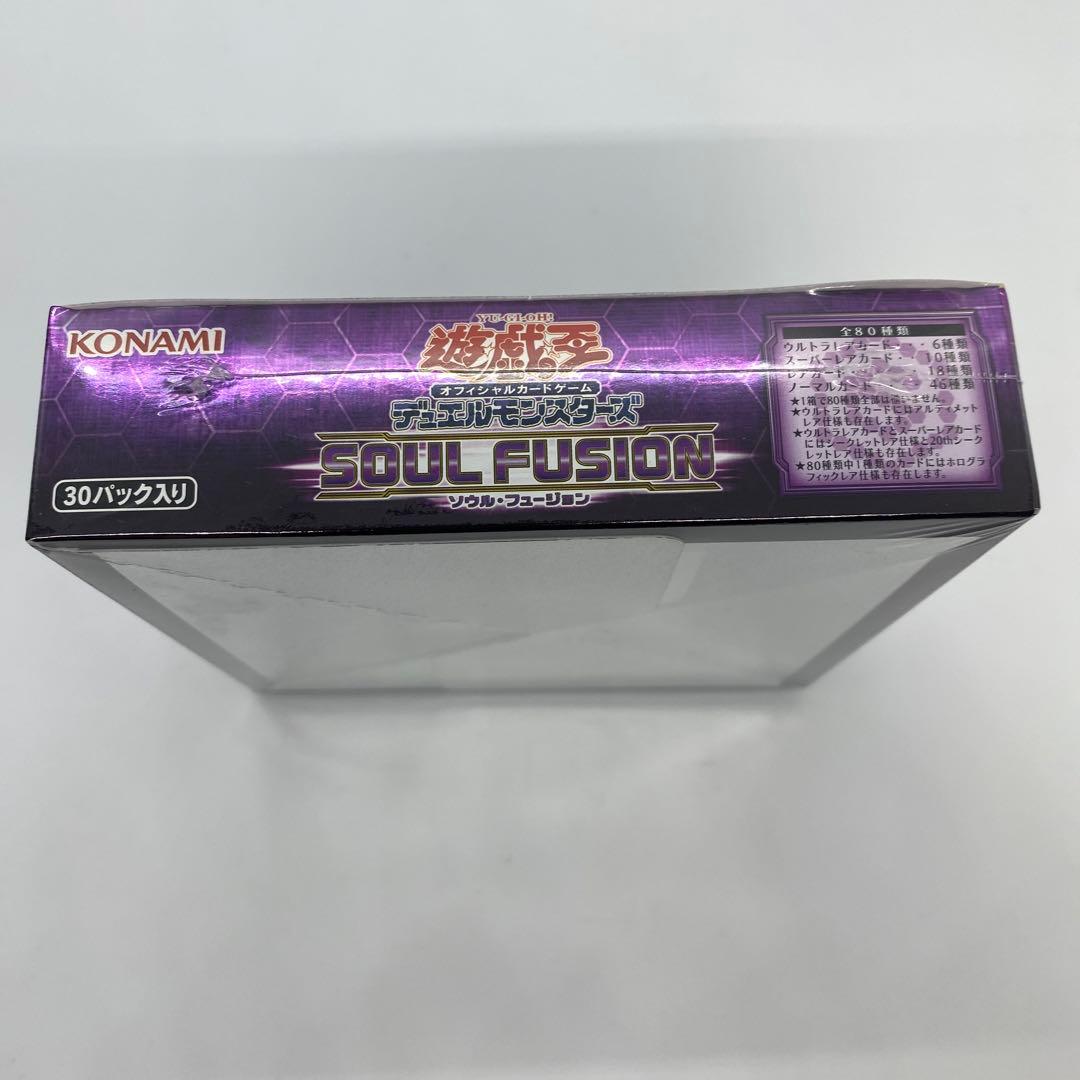 KONAMI
YU-GI-OH!
遊戯王
オフィシャルカードゲーム
デュエルモンスターズ
SOUL FUSION
ソウル・フュージョン
30パック入り
全80種類
ウルトラレアカード・・6種類
スーパーレアカード・10種類
レアカード・・18種類
ノーマルカード・46種類
★1箱で80種類全部は揃いません。
★ウルトラレアカードにはアルティメット
レア仕様も存在します。
★ウルトラレアカードとスーパーレアカード
にはシークレットレア仕様と20thシーク
レットレア仕様も存在します。
★80種類中1種類のカードにはホログラ
フィックレア仕様も存在します。